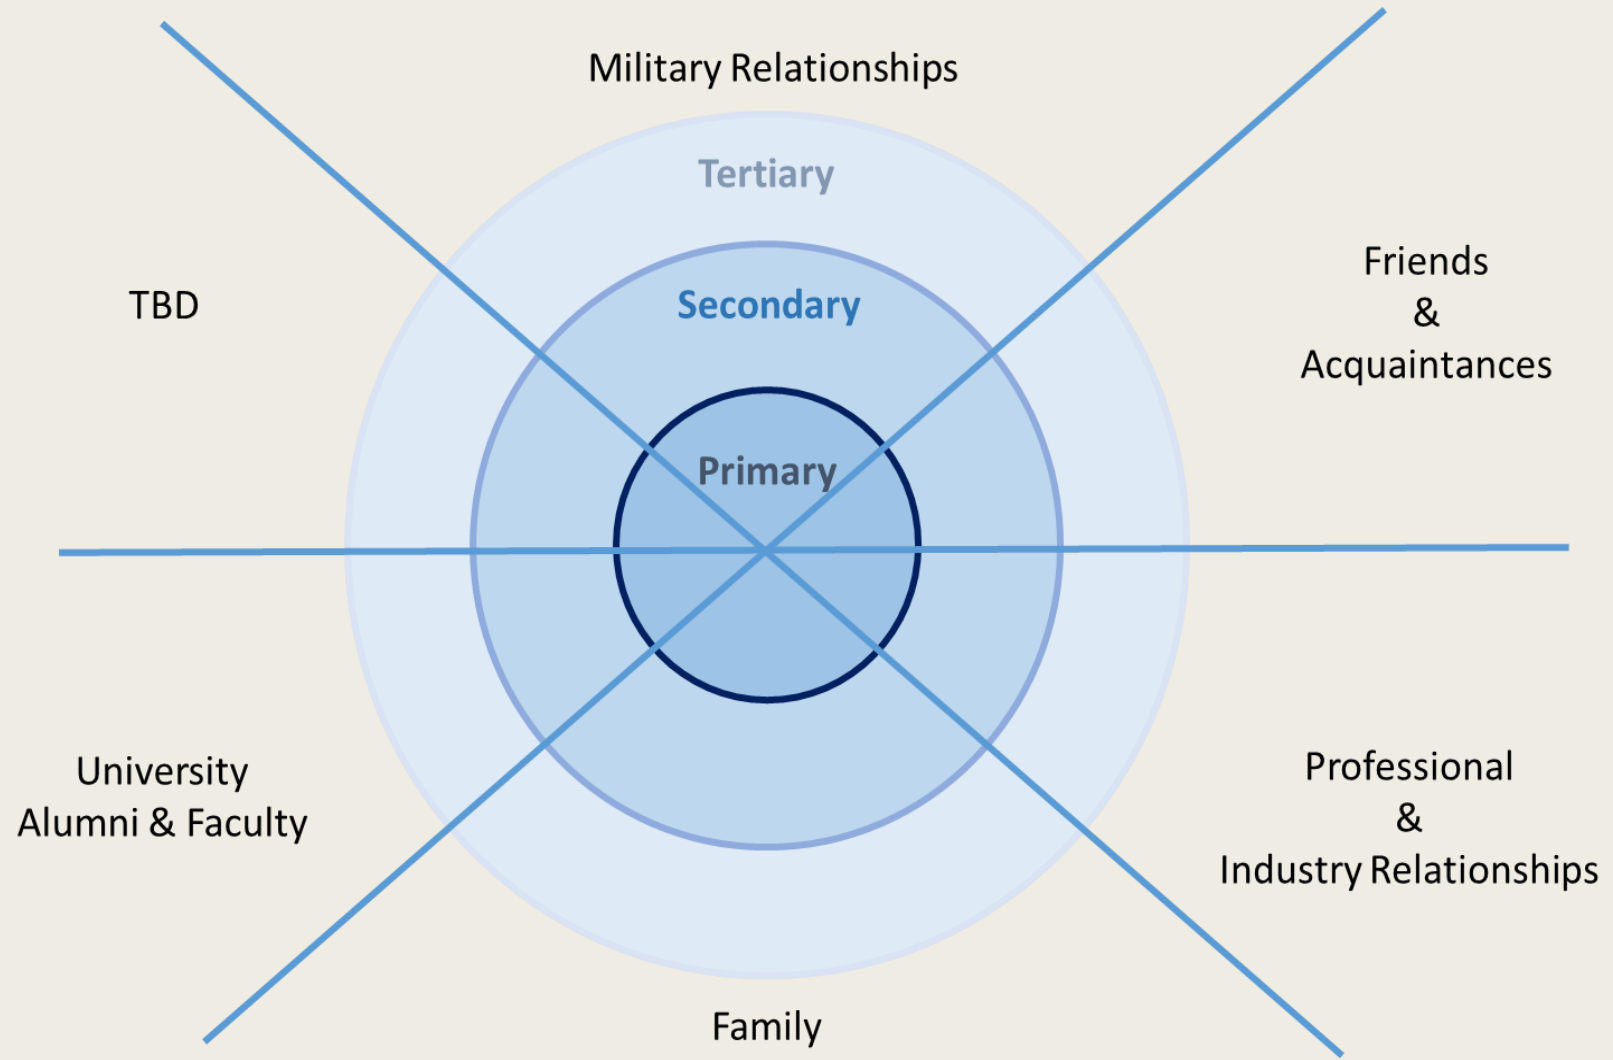 Military Relationships
Tertiary
Secondary
Primary
TBD
Friends
&
Acquaintances
University
Alumni & Faculty
Professional
&
Industry Relationships
Family